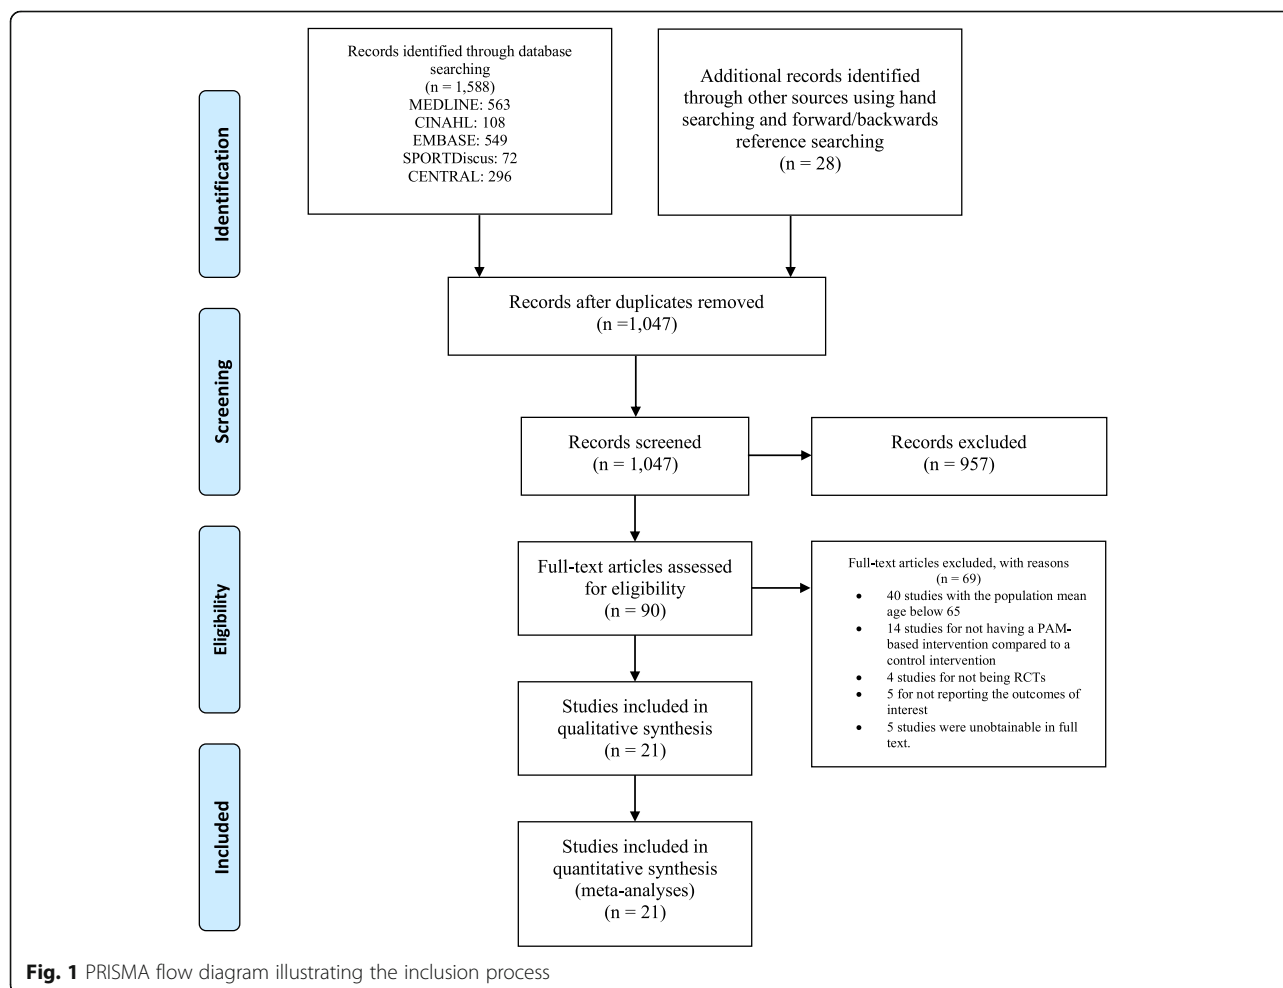 Records identified through database
searching
(n = 1,588)
MEDLINE: 563
CINAHL: 108
EMBASE: 549
SPORTDiscus: 72
CENTRAL: 296
Additional records identified
through other sources using hand
searching and forward/backwards
reference searching
(n = 28)
Identification
Records after duplicates removed
(n =1,047)
Screening
Records screened
(n = 1,047)
Records excluded
(n = 957)
Eligibility
Full-text articles assessed
for eligibility
(n = 90)
Full-text articles excluded, with reasons
(n = 69)
• 40 studies with the population mean
age below 65
• 14 studies for not having a PAM-
based intervention compared to a
control intervention
• 4 studies for not being RCTs
• 5 for not reporting the outcomes of
interest
• 5 studies were unobtainable in full
text.
Studies included in
qualitative synthesis
(n = 21)
Included
Studies included in
quantitative synthesis
(meta-analyses)
(n = 21)
Fig. 1 PRISMA flow diagram illustrating the inclusion process